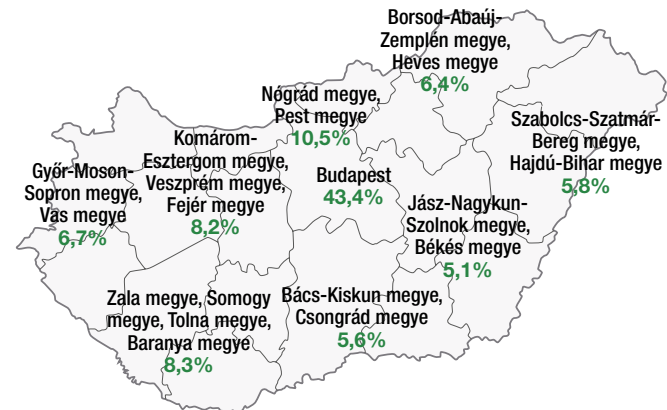 Borsod-Abaúj-
Zemplén megye,
Heves megye
6,4%
Nógrád megye,
Pest megye
10,5%
Szabolcs-Szatmár-
Bereg megye,
Hajdú-Bihar megye
5,8%
Komárom-
Esztergom megye,
Veszprém megye,
Fejér megye
8,2%
Győr-Moson-
Sopron megye,
Vas megye
6,7%
Budapest
43,4%
Jász-Nagykun-
Szolnok megye,
Békés megye
5,1%
Zala megye, Somogy
megye, Tolna megye,
Baranya megye
8,3%
Bács-Kiskun megye,
Csongrád megye
5,6%